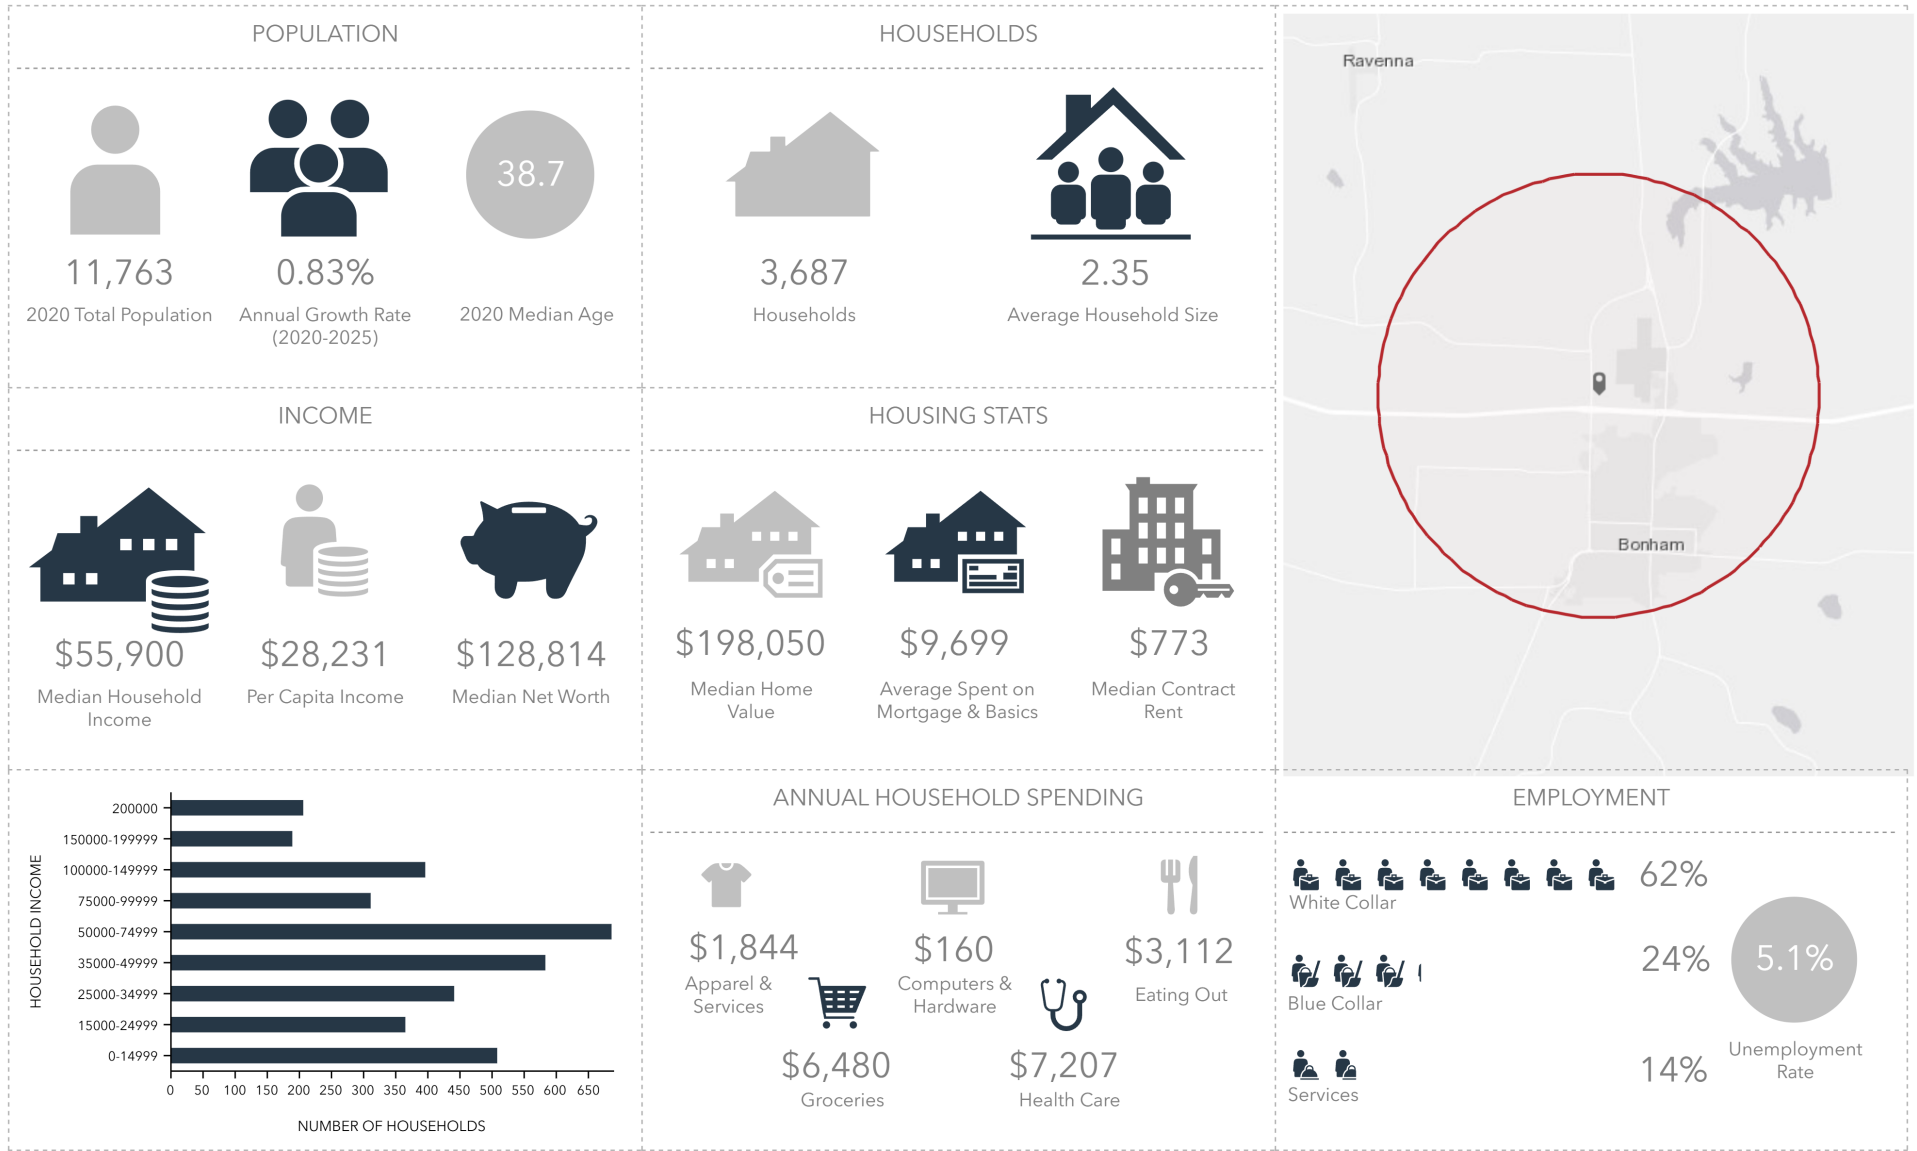 POPULATION
38.7
11,763
0.83%
2020 Total Population
Annual Growth Rate
(2020-2025)
2020 Median Age
HOUSEHOLDS
3,687
2.35
Households
Average Household Size
Ravenna
Bonham
INCOME
$55,900
$28,231
$128,814
Median Household
Income
Per Capita Income
Median Net Worth
HOUSING STATS
$198,050
$9,699
$773
Median Home
Value
Average Spent on
Mortgage & Basics
Median Contract
Rent
HOUSEHOLD INCOME
200000
150000-199999
100000-149999
75000-99999
50000-74999
35000-49999
25000-34999
15000-24999
0-14999
0 50 100 150 200 250 300 350 400 450 500 550 600 650
NUMBER OF HOUSEHOLDS
ANNUAL HOUSEHOLD SPENDING
$1,844
$160
$3,112
Apparel &
Services
Computers &
Hardware
Eating Out
$6,480
$7,207
Groceries
Health Care
EMPLOYMENT
62%
White Collar
24%
Blue Collar
14%
Services
5.1%
Unemployment
Rate